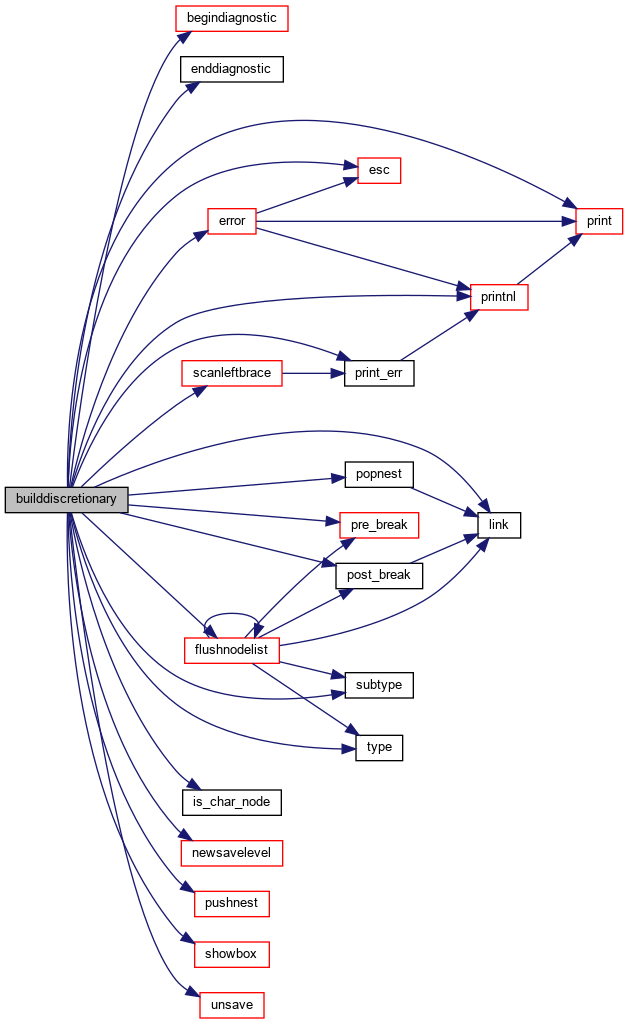 begindiagnostic
enddiagnostic
esc
error
print
printnl
scanleftbrace
print_err
builddiscretionary
popnest
pre_break
link
post_break
flushnodelist
subtype
type
is_char_node
newsavelevel
pushnest
showbox
unsave